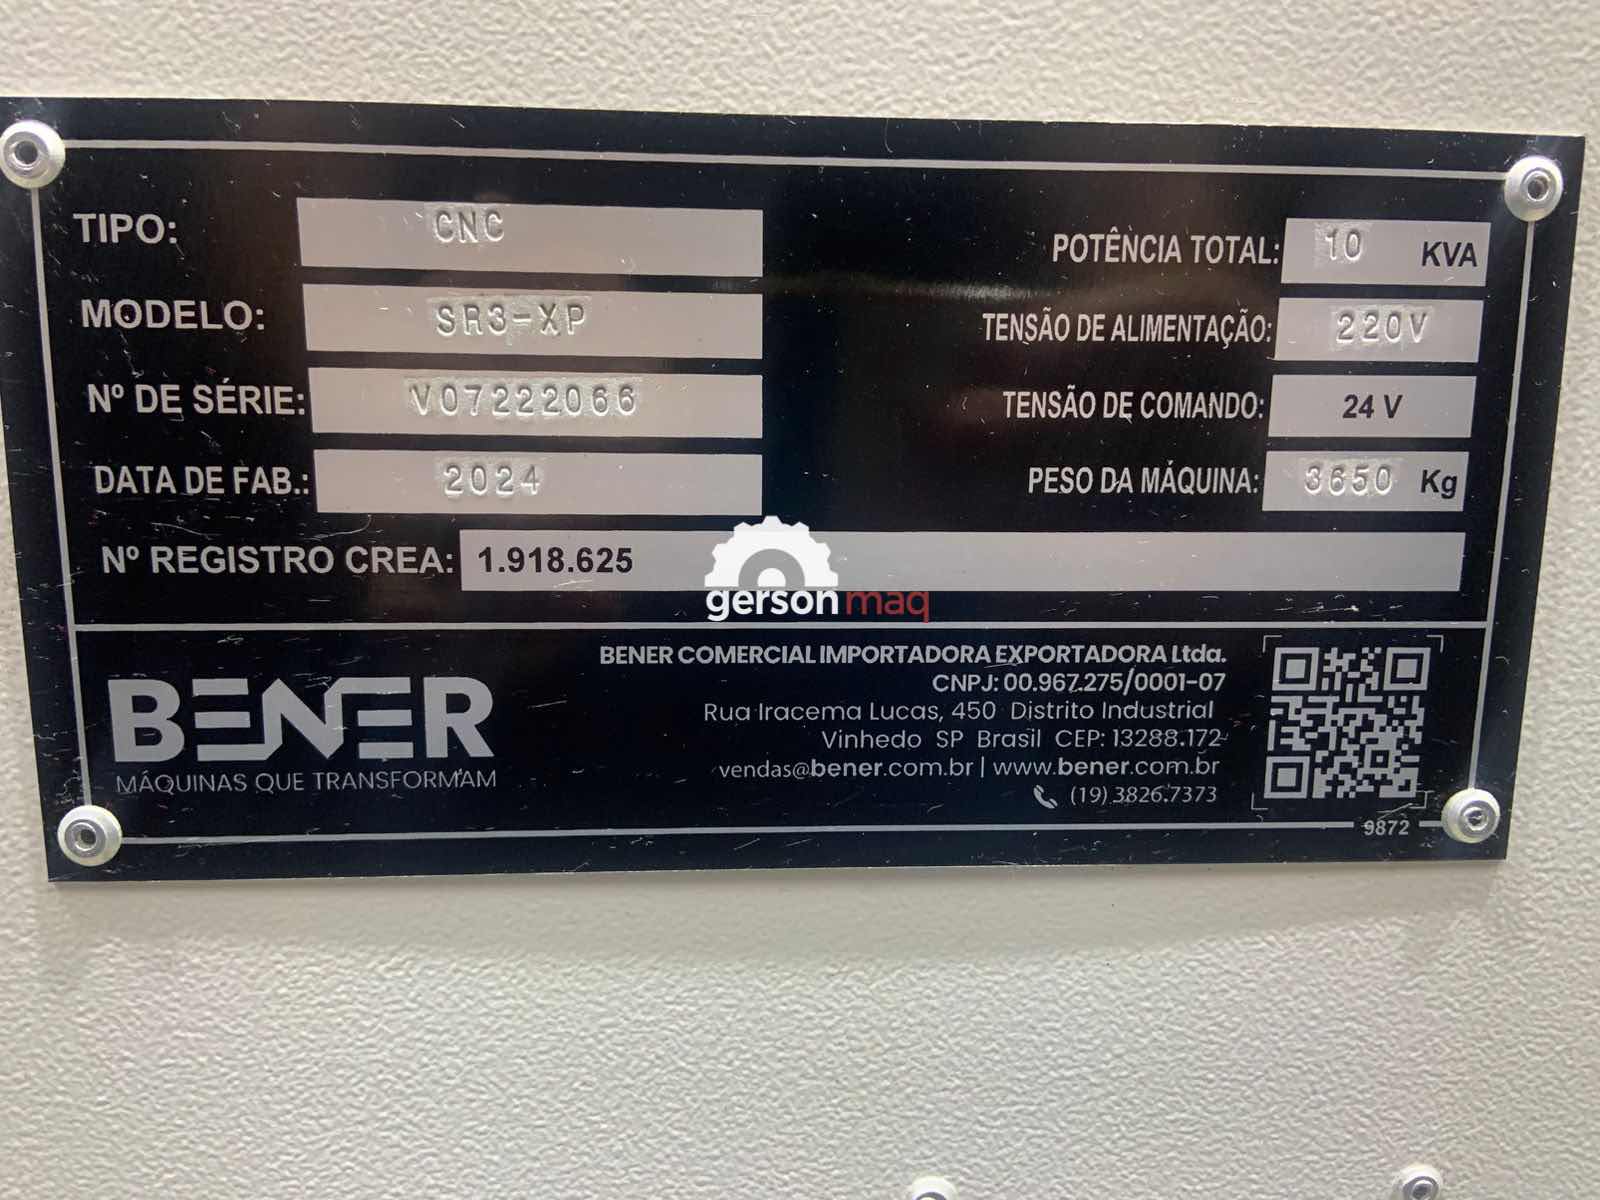 TIPO: CNC
MODELO: SR3-XP
Nº DE SÉRIE: V07222066
DATA DE FAB.: 2024
POTÊNCIA TOTAL: 10 KVA
TENSÃO DE ALIMENTAÇÃO: 220V
TENSÃO DE COMANDO: 24 V
PESO DA MÁQUINA: 3650 Kg
Nº REGISTRO CREA: 1.918.625
gerson maq
BENER
MÁQUINAS QUE TRANSFORMAM
BENER COMERCIAL IMPORTADORA EXPORTADORA Ltda.
CNPJ: 00.967.275/0001-07
Rua Iracema Lucas, 450 Distrito Industrial
Vinhedo SP Brasil CEP: 13288.172
vendas@bener.com.br | www.bener.com.br
(19) 3826.7373
9872